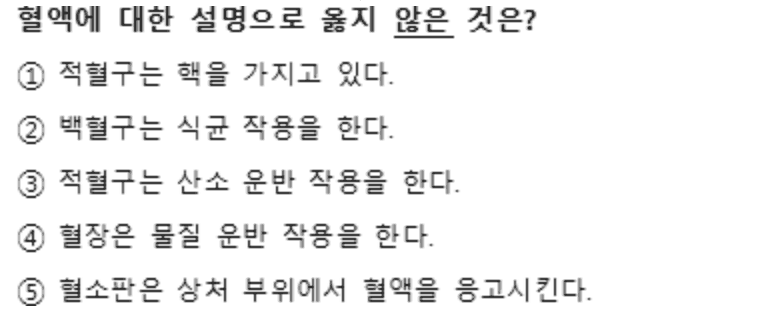 혈액에 대한 설명으로 옳지 않은 것은?
① 적혈구는 핵을 가지고 있다.
② 백혈구는 식균 작용을 한다.
③ 적혈구는 산소 운반 작용을 한다.
④ 혈장은 물질 운반 작용을 한다.
⑤ 혈소판은 상처 부위에서 혈액을 응고시킨다.